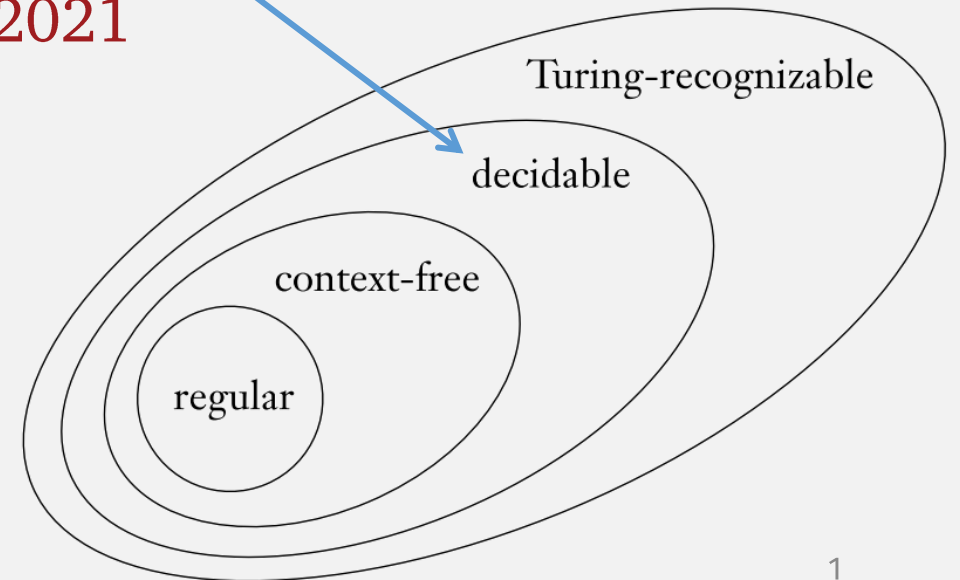 2021
Turing-recognizable
decidable
context-free
regular
1